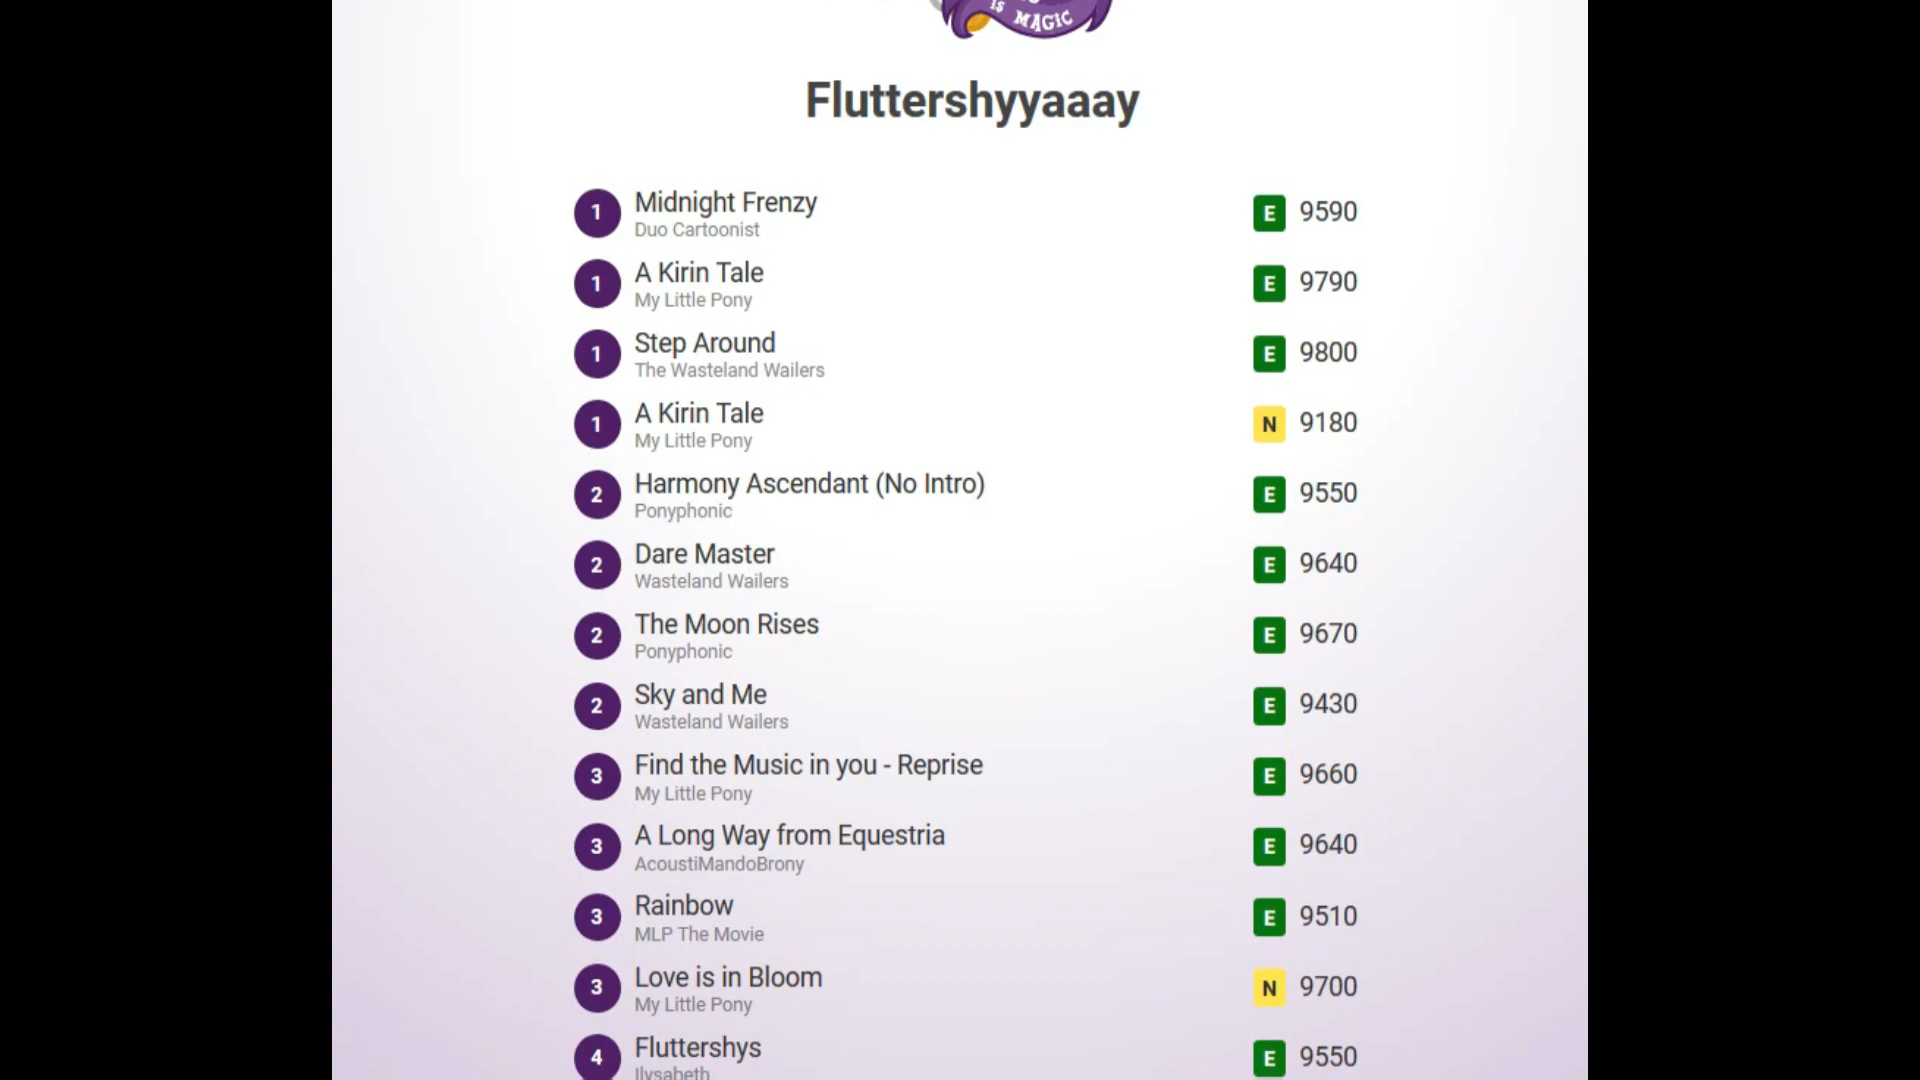 IS MAGIC
Fluttershyyaaay
1 Midnight Frenzy E 9590
Duo Cartoonist
1 A Kirin Tale E 9790
My Little Pony
1 Step Around E 9800
The Wasteland Wailers
1 A Kirin Tale N 9180
My Little Pony
2 Harmony Ascendant (No Intro) E 9550
Ponyphonic
2 Dare Master E 9640
Wasteland Wailers
2 The Moon Rises E 9670
Ponyphonic
2 Sky and Me E 9430
Wasteland Wailers
3 Find the Music in you - Reprise E 9660
My Little Pony
3 A Long Way from Equestria E 9640
AcoustiMandoBrony
3 Rainbow E 9510
MLP The Movie
3 Love is in Bloom N 9700
My Little Pony
4 Fluttershys E 9550
Ilysabeth